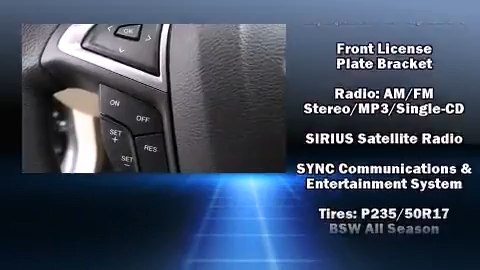 OK
ON
OFF
SET
+
RES
SET
−
Front License
Plate Bracket
Radio: AM/FM
Stereo/MP3/Single-CD
SIRIUS Satellite Radio
SYNC Communications &
Entertainment System
Tires: P235/50R17
BSW All Season